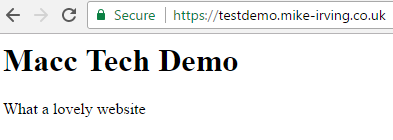 Secure https://testdemo.mike-irving.co.uk
Macc Tech Demo
What a lovely website